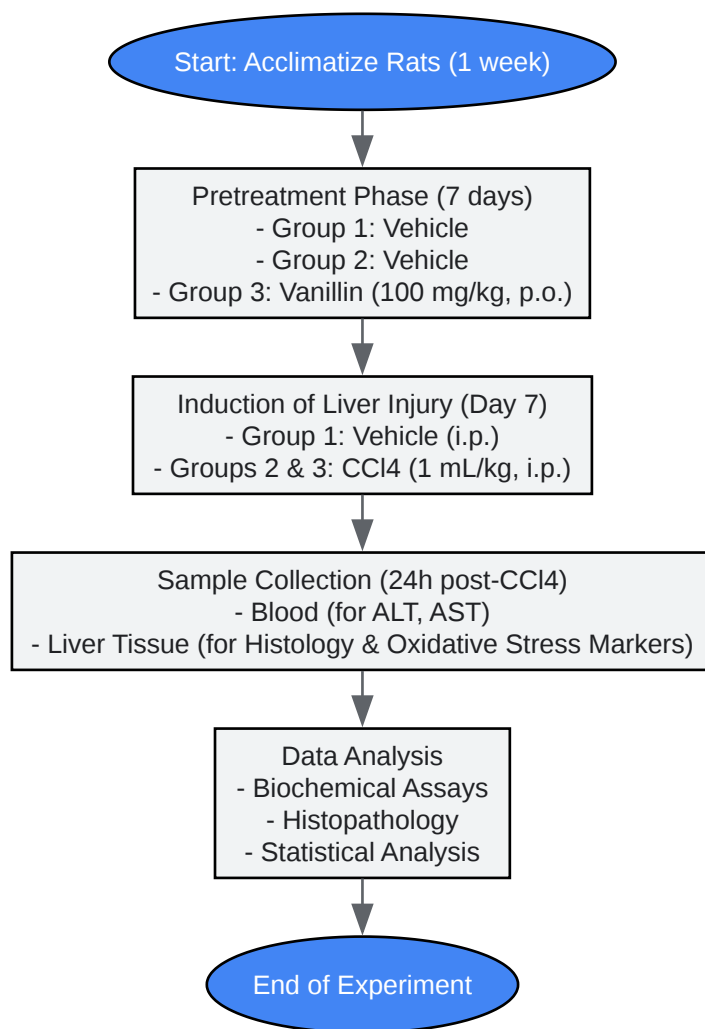 Start: Acclimatize Rats (1 week)
Pretreatment Phase (7 days)
- Group 1: Vehicle
- Group 2: Vehicle
- Group 3: Vanillin (100 mg/kg, p.o.)
Induction of Liver Injury (Day 7)
- Group 1: Vehicle (i.p.)
- Groups 2 & 3: CCl4 (1 mL/kg, i.p.)
Sample Collection (24h post-CCl4)
- Blood (for ALT, AST)
- Liver Tissue (for Histology & Oxidative Stress Markers)
Data Analysis
- Biochemical Assays
- Histopathology
- Statistical Analysis
End of Experiment